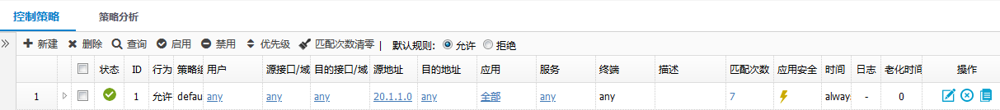 控制策略 策略分析
新建 删除 查询 启用 禁用 优先级 匹配次数清零 | 默认规则: 允许 拒绝
状态 ID 行为 策略组 用户 源接口/域 目的接口/域 源地址 目的地址 应用 服务 终端 描述 匹配次数 应用安全 时间 日志 老化时间 操作
1 1 允许 defau any any any 20.1.1.0 any 全部 any any 7 alway - 0